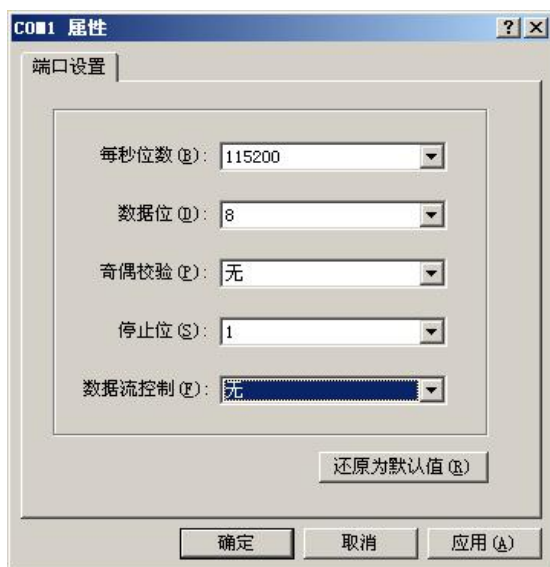 COM1 属性
端口设置
每秒位数(B): 115200
数据位(D): 8
奇偶校验(P): 无
停止位(S): 1
数据流控制(F): 无
还原为默认值(R)
确定 取消 应用(A)